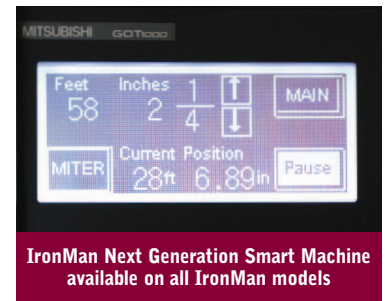 MITSUBISHI GOT1000
Feet Inches 1 ↑ MAIN
58 2 4 ↓
MITER Current Position Pause
28ft 6.89in
IronMan Next Generation Smart Machine
available on all IronMan models